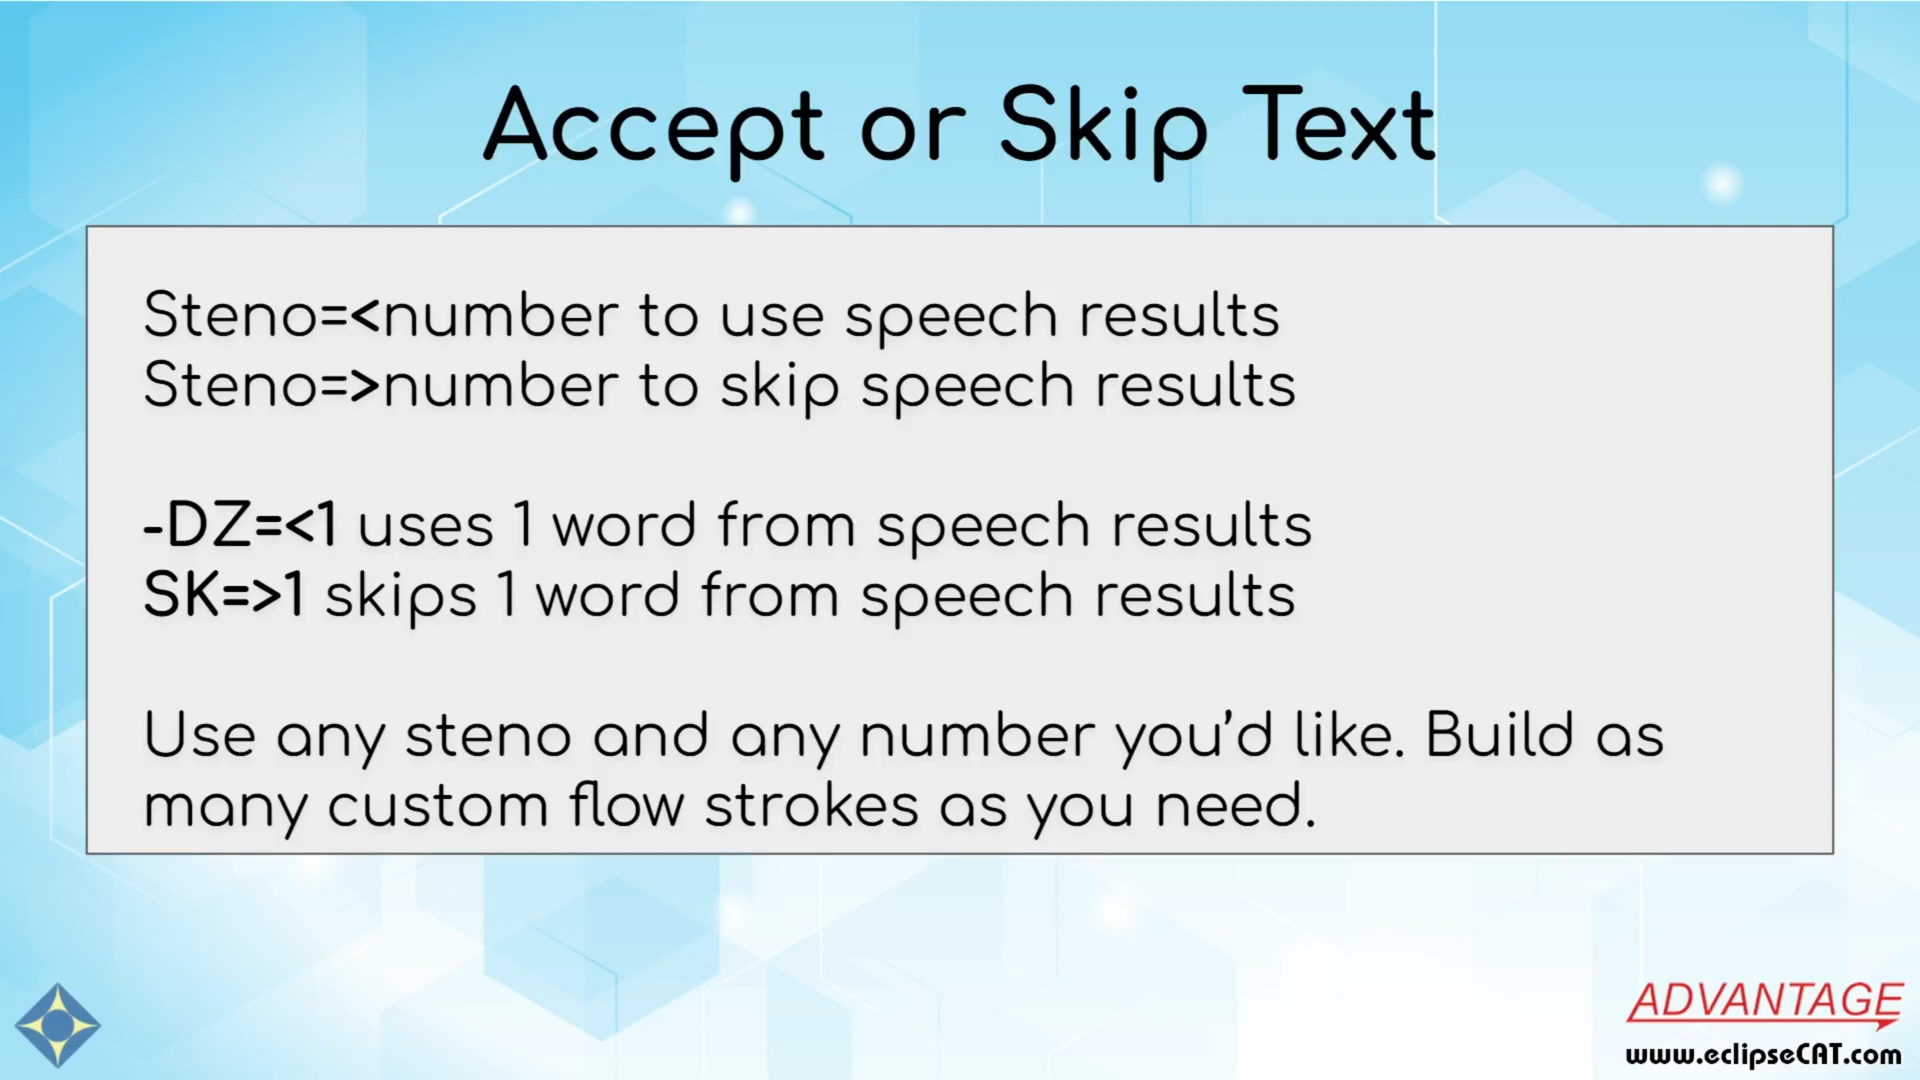 Accept or Skip Text
Steno=<number to use speech results
Steno=>number to skip speech results
-DZ=<1 uses 1 word from speech results
SK=>1 skips 1 word from speech results
Use any steno and any number you’d like. Build as
many custom flow strokes as you need.
ADVANTAGE
www.eclipseCAT.com